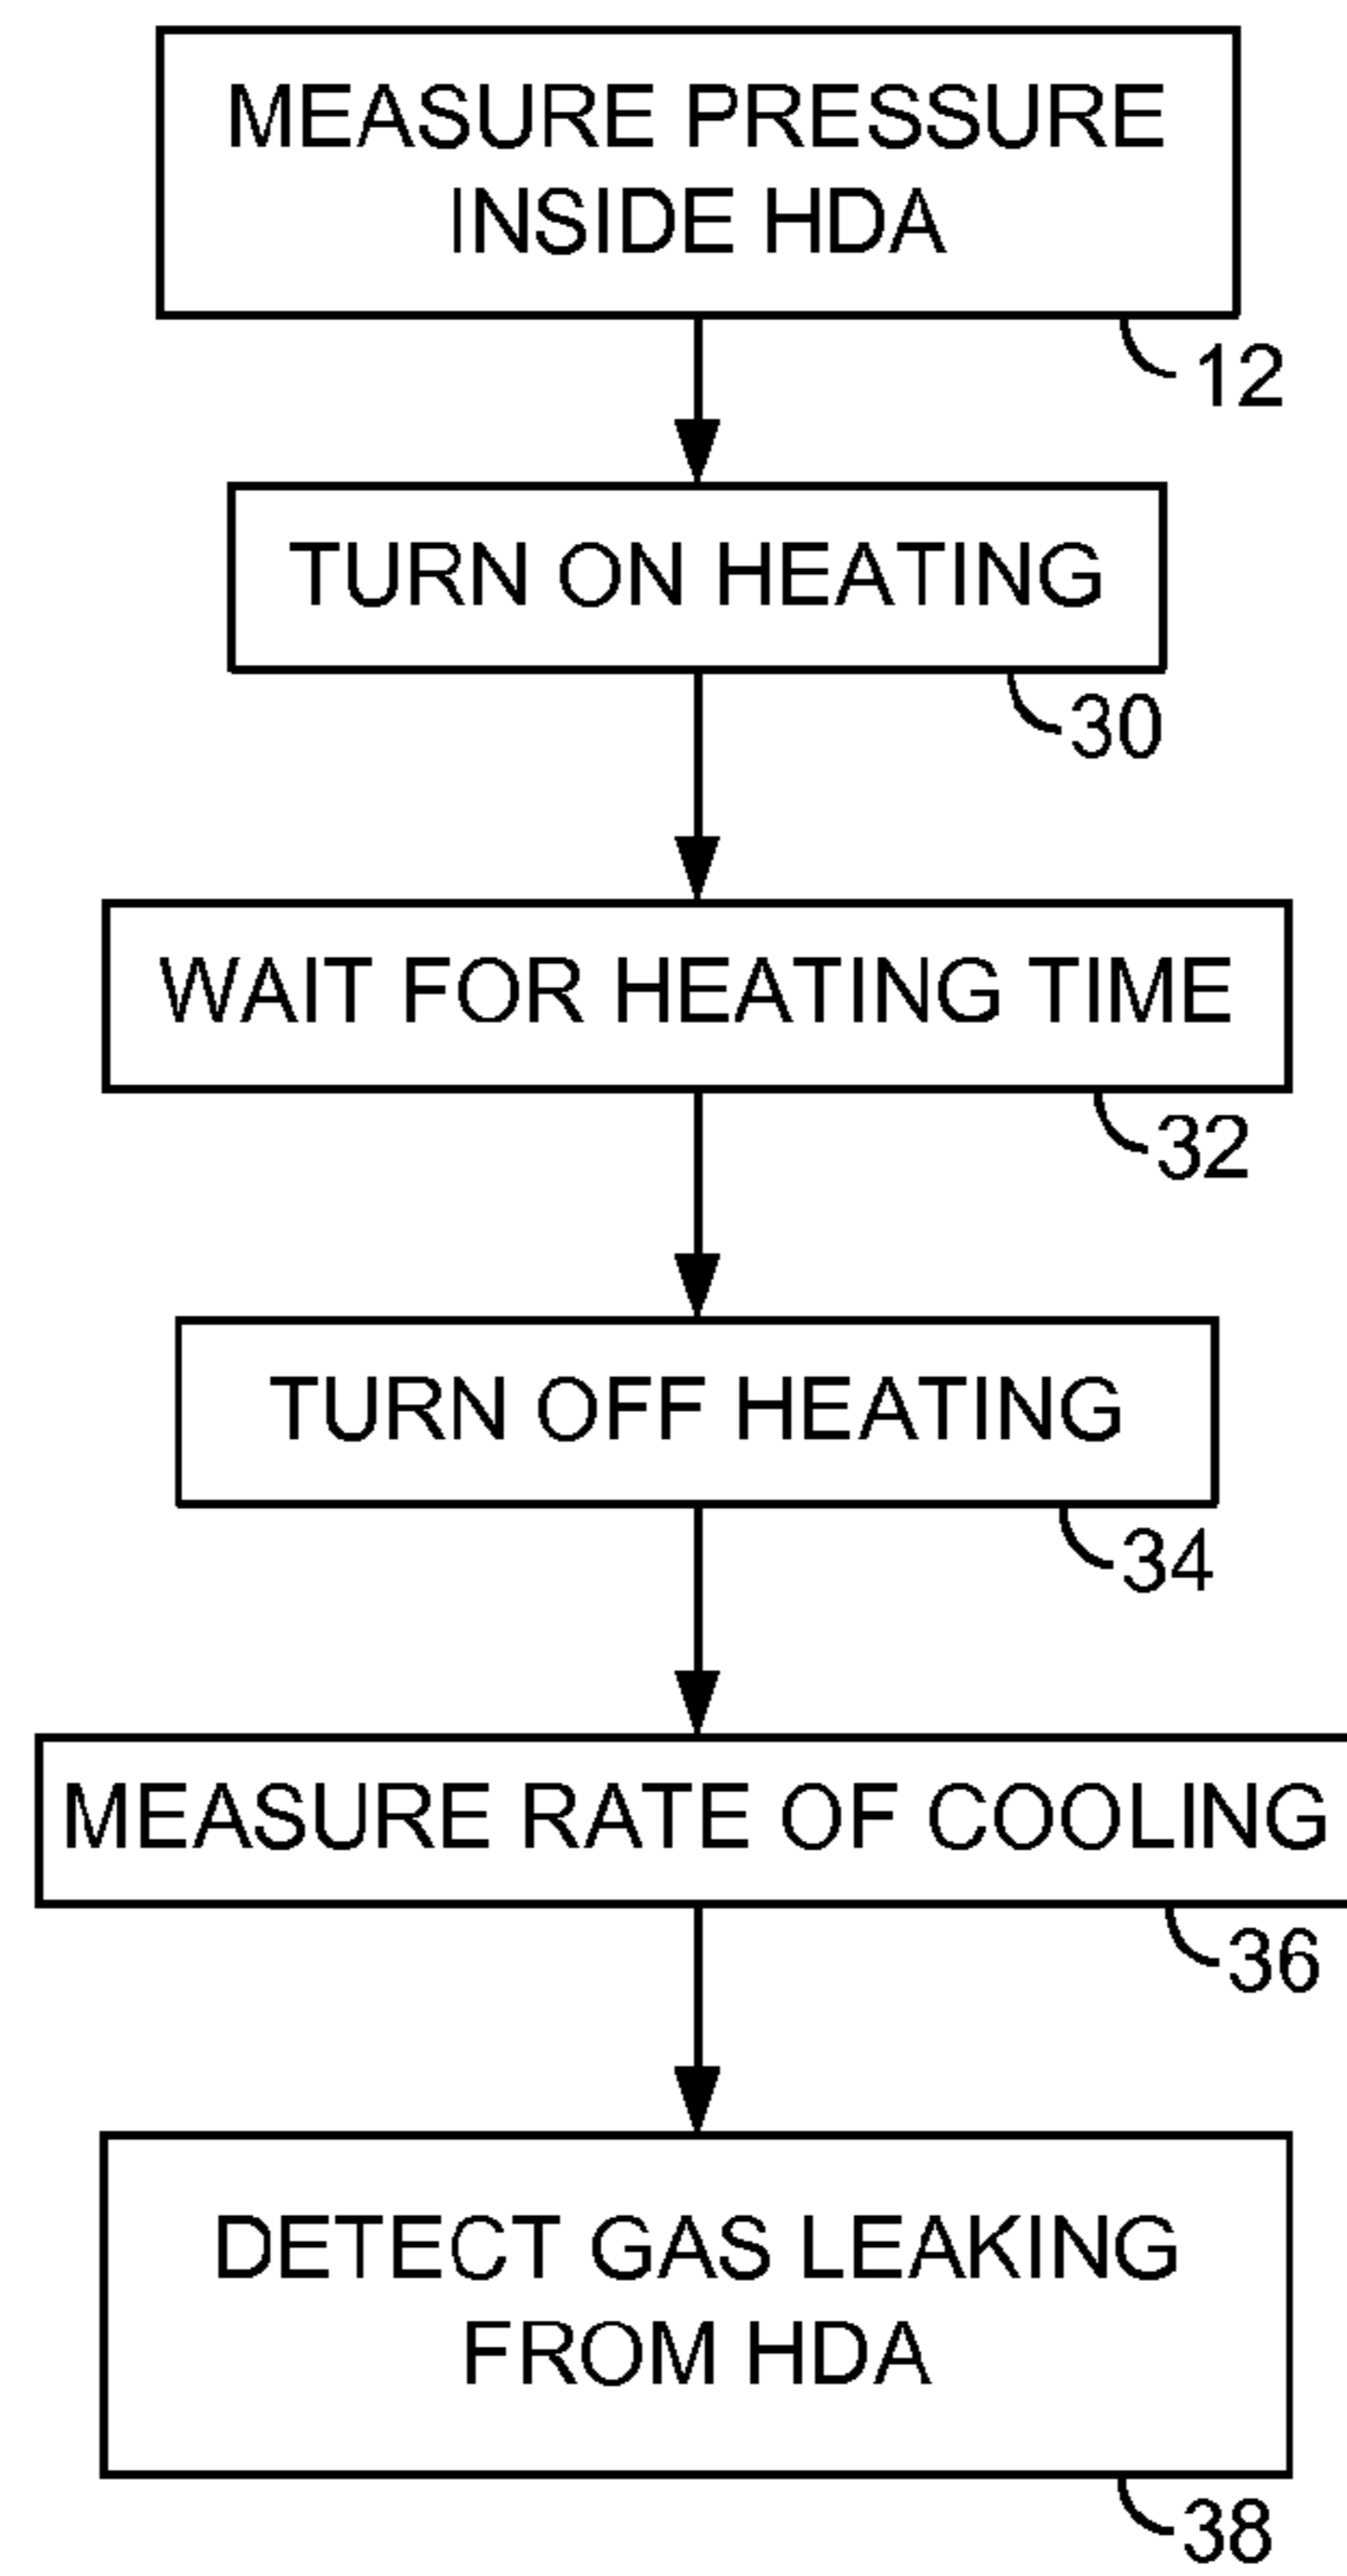 MEASURE PRESSURE
INSIDE HDA
12
TURN ON HEATING
30
WAIT FOR HEATING TIME
32
TURN OFF HEATING
34
MEASURE RATE OF COOLING
36
DETECT GAS LEAKING
FROM HDA
38